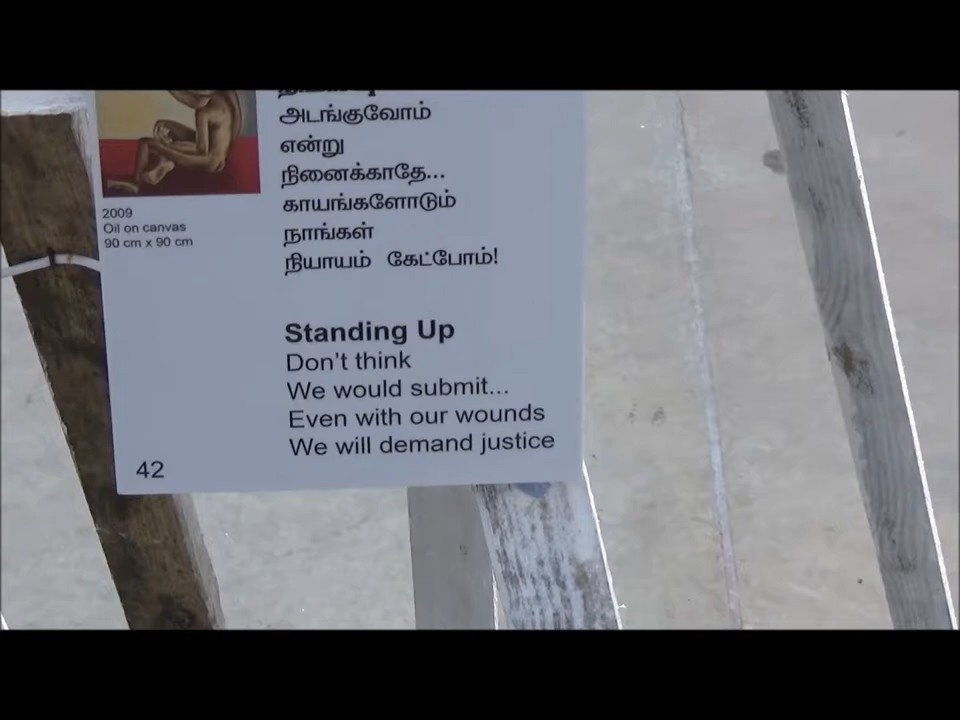 அடங்குவோம்
என்று
நினைக்காதே...
காயங்களோடும்
நாங்கள்
நியாயம் கேட்போம்!
2009
Oil on canvas
90 cm x 90 cm
Standing Up
Don't think
We would submit...
Even with our wounds
We will demand justice
42